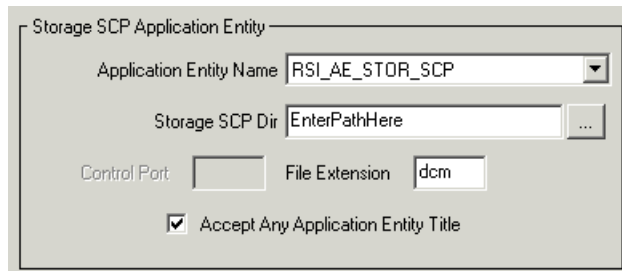 Storage SCP Application Entity
Application Entity Name RSI_AE_STOR_SCP
Storage SCP Dir EnterPathHere ...
Control Port File Extension dcm
Accept Any Application Entity Title